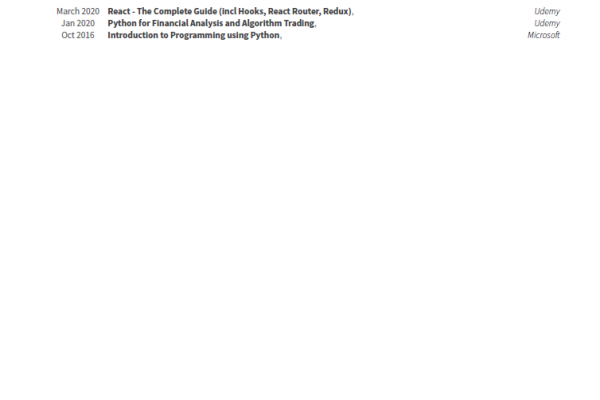 March 2020 React - The Complete Guide (incl Hooks, React Router, Redux), Udemy
Jan 2020 Python for Financial Analysis and Algorithm Trading, Udemy
Oct 2016 Introduction to Programming using Python, Microsoft